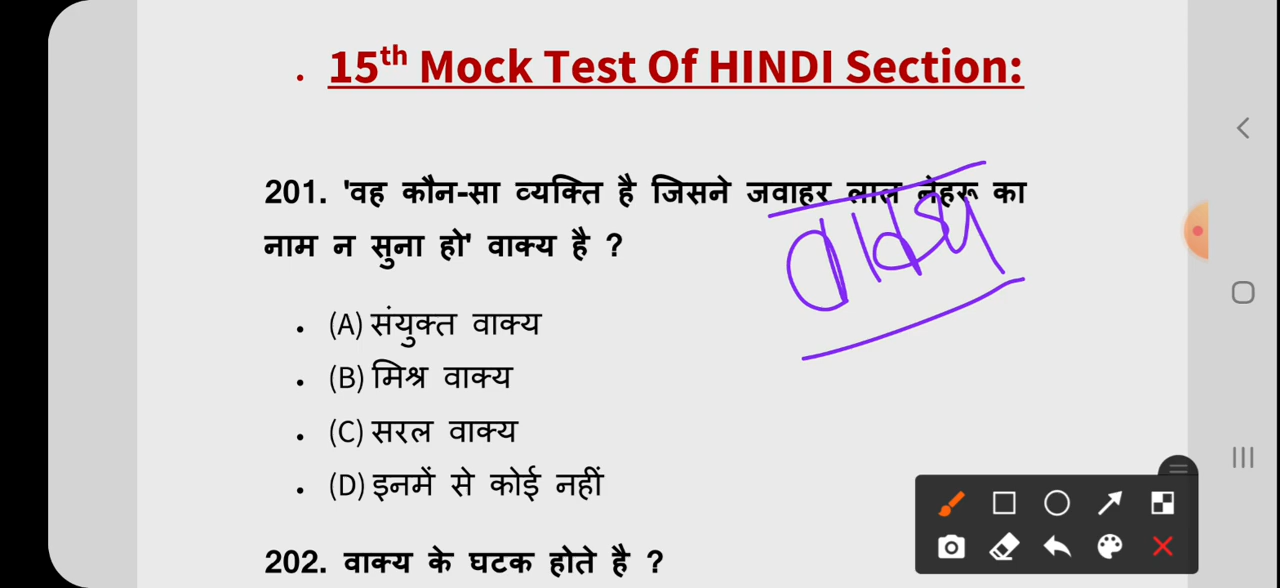 15th Mock Test Of HINDI Section:
201. 'वह कौन-सा व्यक्ति है जिसने जवाहर लाल नेहरू का
नाम न सुना हो' वाक्य है ?
वाक्य
(A) संयुक्त वाक्य
(B) मिश्र वाक्य
(C) सरल वाक्य
(D) इनमें से कोई नहीं
202. वाक्य के घटक होते है ?